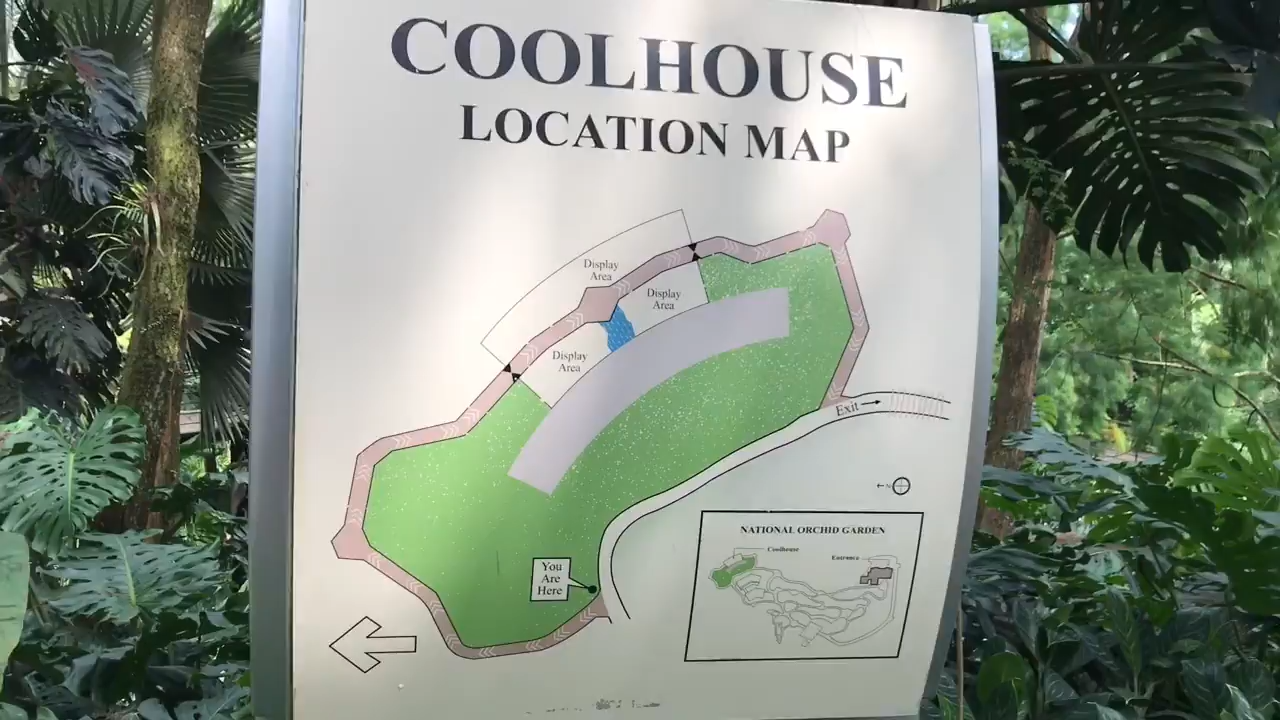 COOLHOUSE
LOCATION MAP
Display
Area
Display
Area
Display
Area
Exit
N
You
Are
Here
NATIONAL ORCHID GARDEN
Coolhouse
Entrance